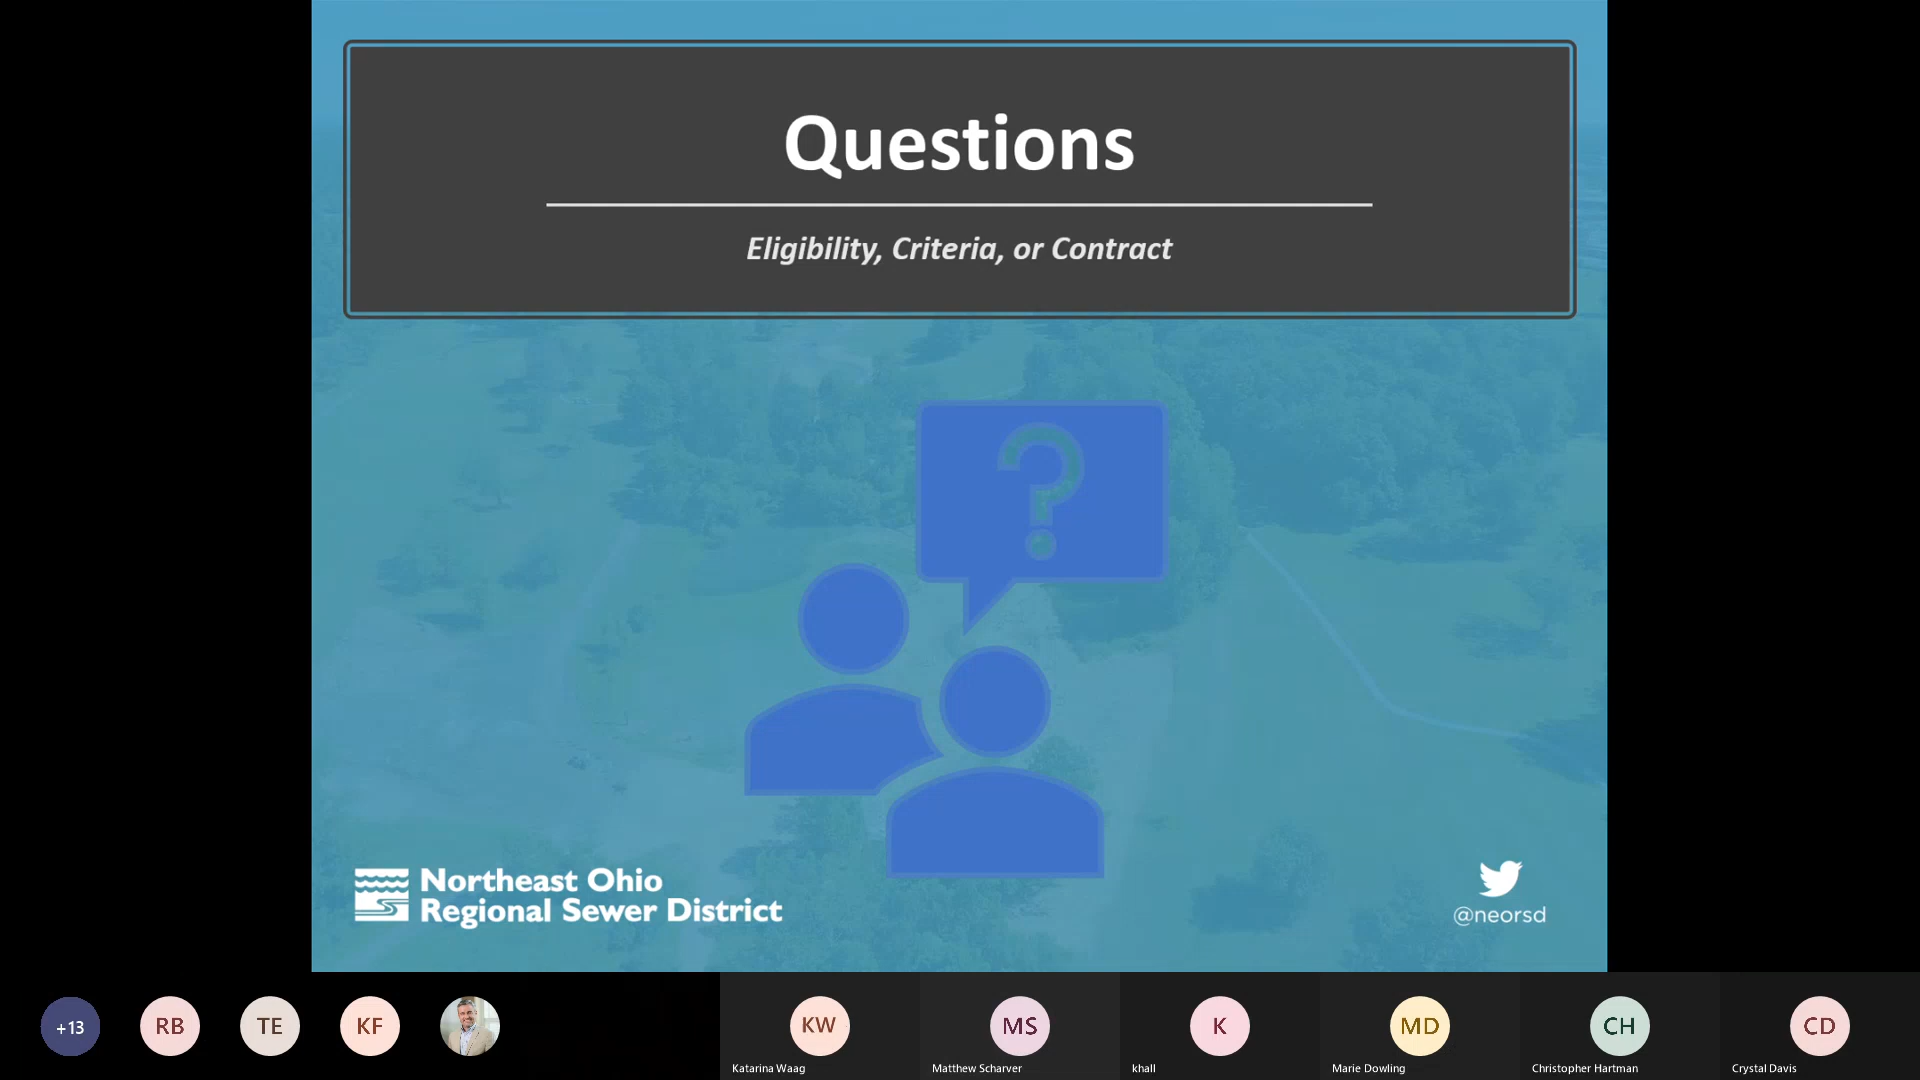 Questions
Eligibility, Criteria, or Contract
?
Northeast Ohio
Regional Sewer District
@neorsd
+13
RB
TE
KF
KW
MS
K
MD
CH
CD
Katarina Waag
Matthew Scharver
khall
Marie Dowling
Christopher Hartman
Crystal Davis